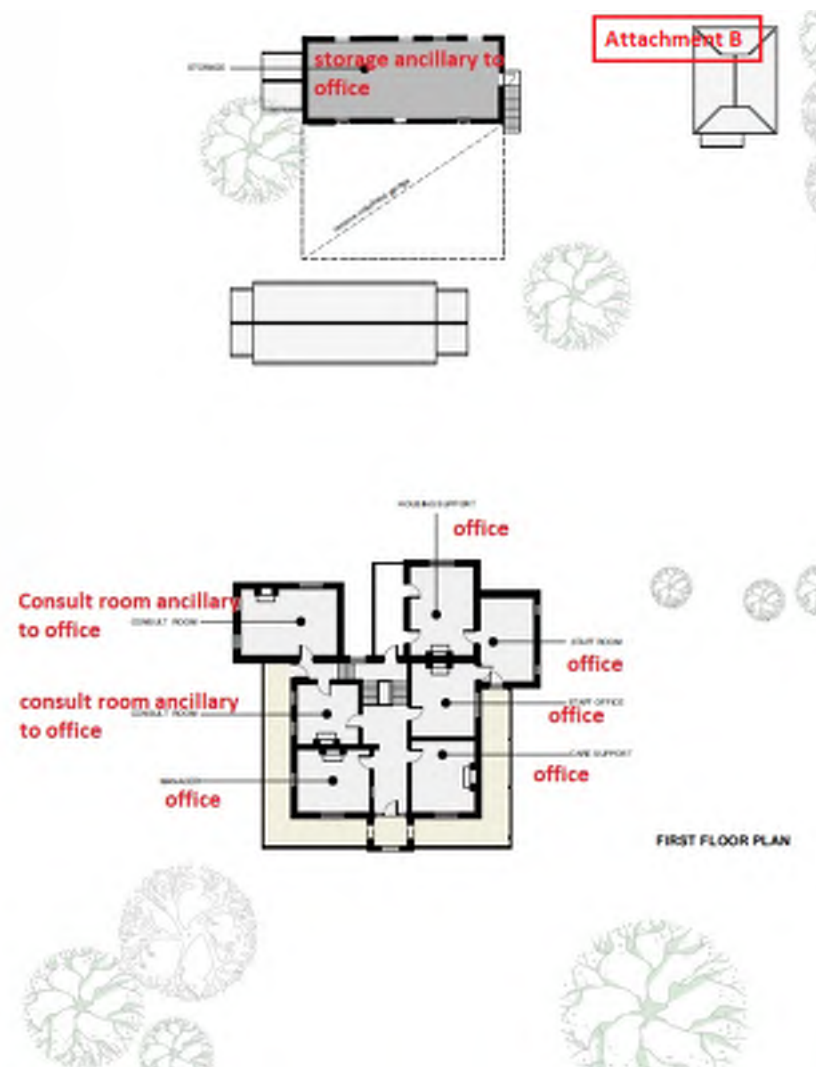 Attachment B
storage ancillary to
office
STORAGE
HOUSING SUPPORT
office
Consult room ancillary
to office
CONSULT ROOM
STAFF ROOM
office
consult room ancillary
to office
CONSULT ROOM
STAFF OFFICE
office
CARE SUPPORT
office
MANAGER
office
FIRST FLOOR PLAN